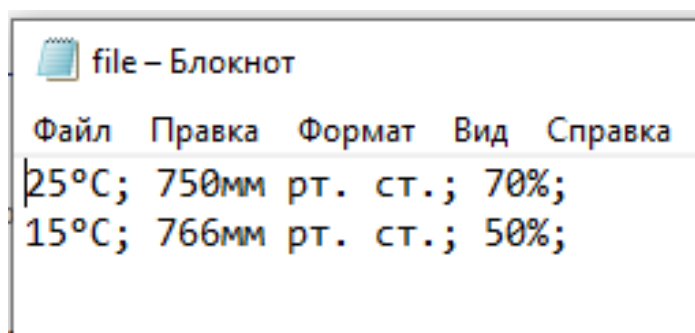 file – Блокнот
Файл Правка Формат Вид Справка
25°C; 750мм рт. ст.; 70%;
15°C; 766мм рт. ст.; 50%;